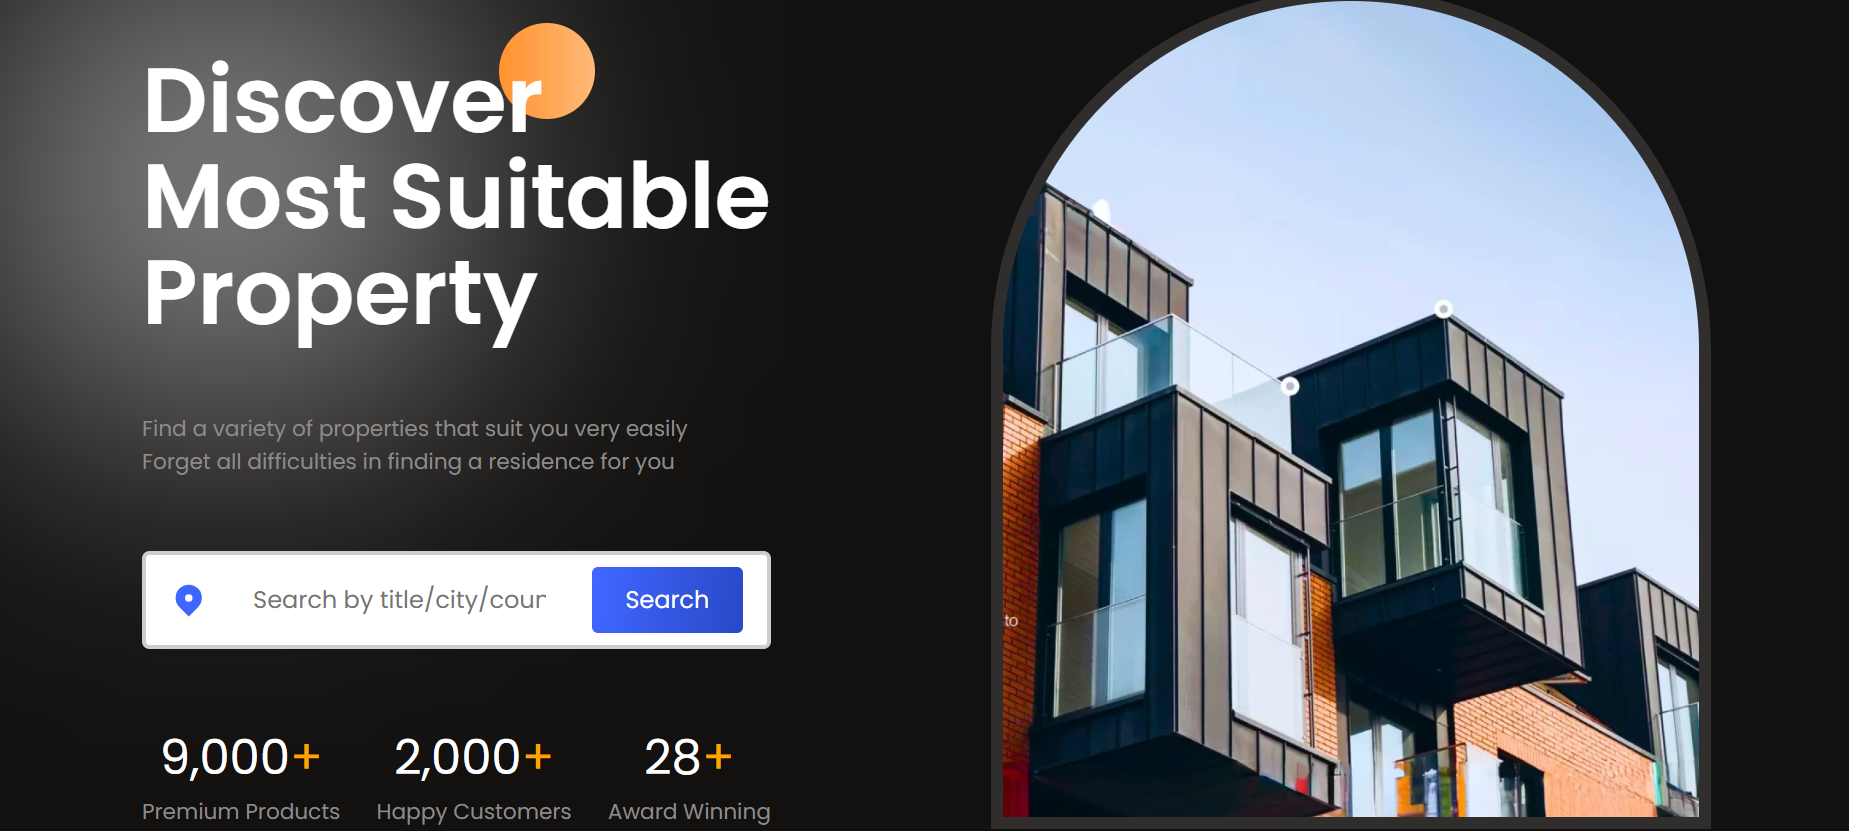 Discover
Most Suitable
Property
Find a variety of properties that suit you very easily
Forget all difficulties in finding a residence for you
Search by title/city/coun
Search
9,000+
2,000+
28+
Premium Products
Happy Customers
Award Winning
to